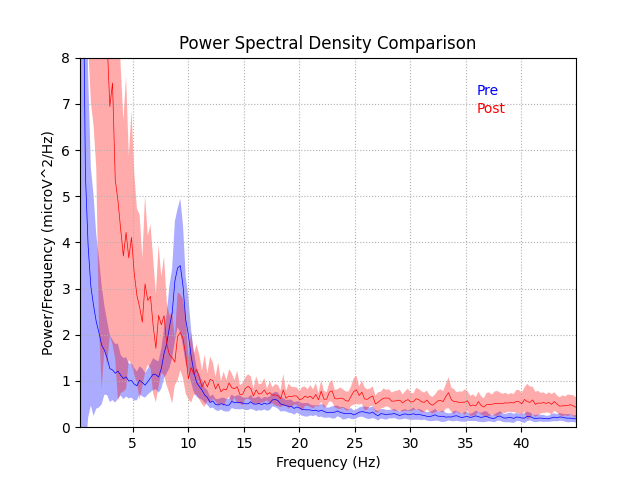 Power Spectral Density Comparison
8
7
6
5
4
3
2
1
0
Power/Frequency (microV^2/Hz)
Pre
Post
5 10 15 20 25 30 35 40
Frequency (Hz)